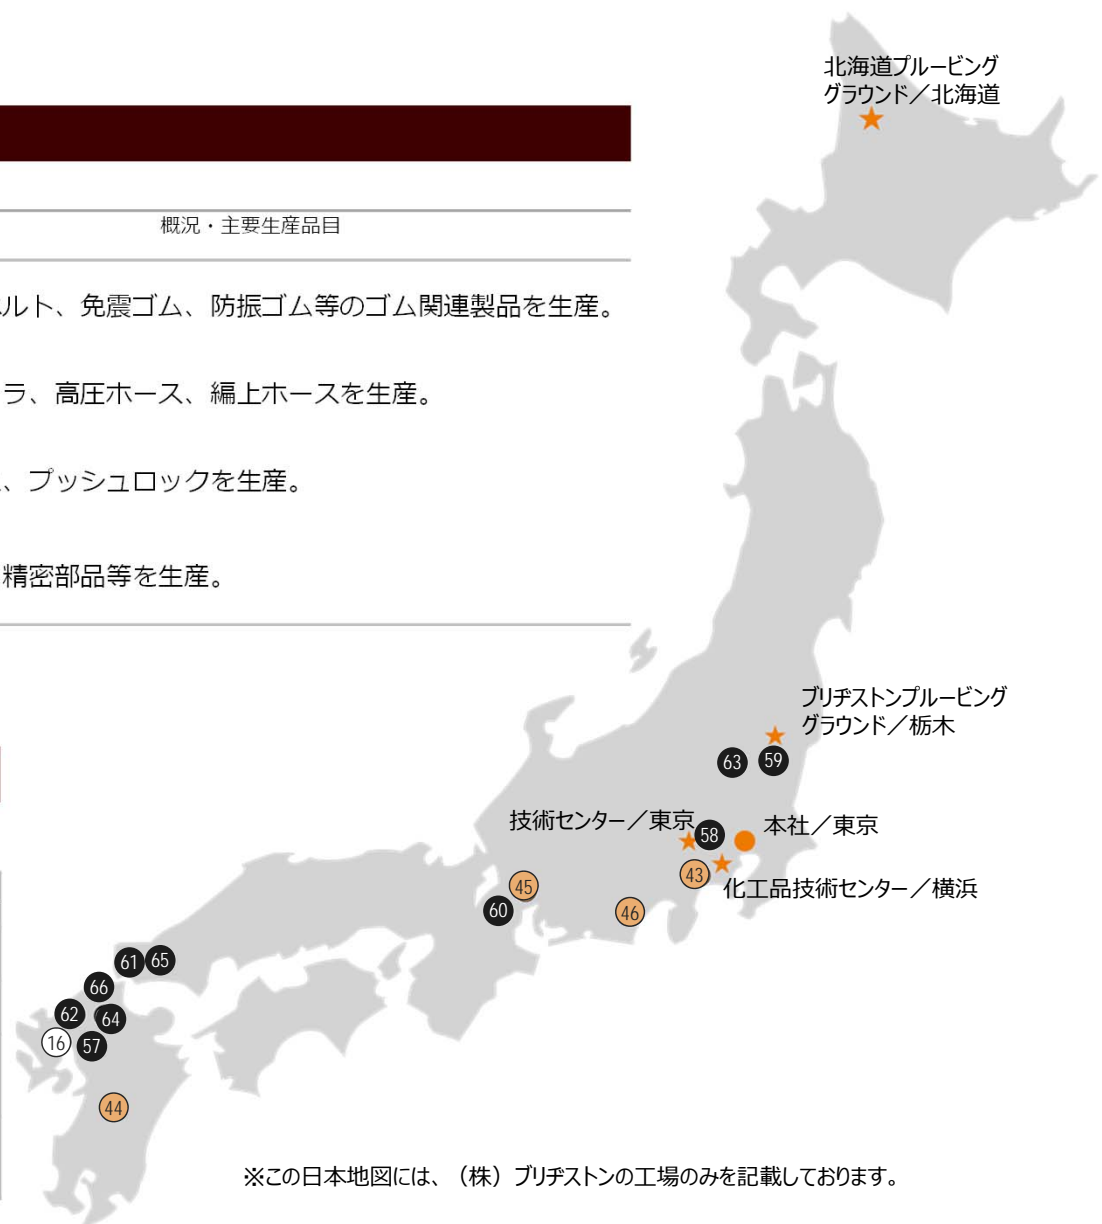 北海道プルービング
グラウンド／北海道
概況・主要生産品目
ルト、免震ゴム、防振ゴム等のゴム関連製品を生産。
ラ、高圧ホース、編上ホースを生産。
、プッシュロックを生産。
精密部品等を生産。
ブリヂストンプルービング
グラウンド／栃木
63 59
技術センター／東京
58
本社／東京
43
化工品技術センター／横浜
45
60
46
61 65
66
62 64
16 57
44
※この日本地図には、（株）ブリヂストンの工場のみを記載しております。